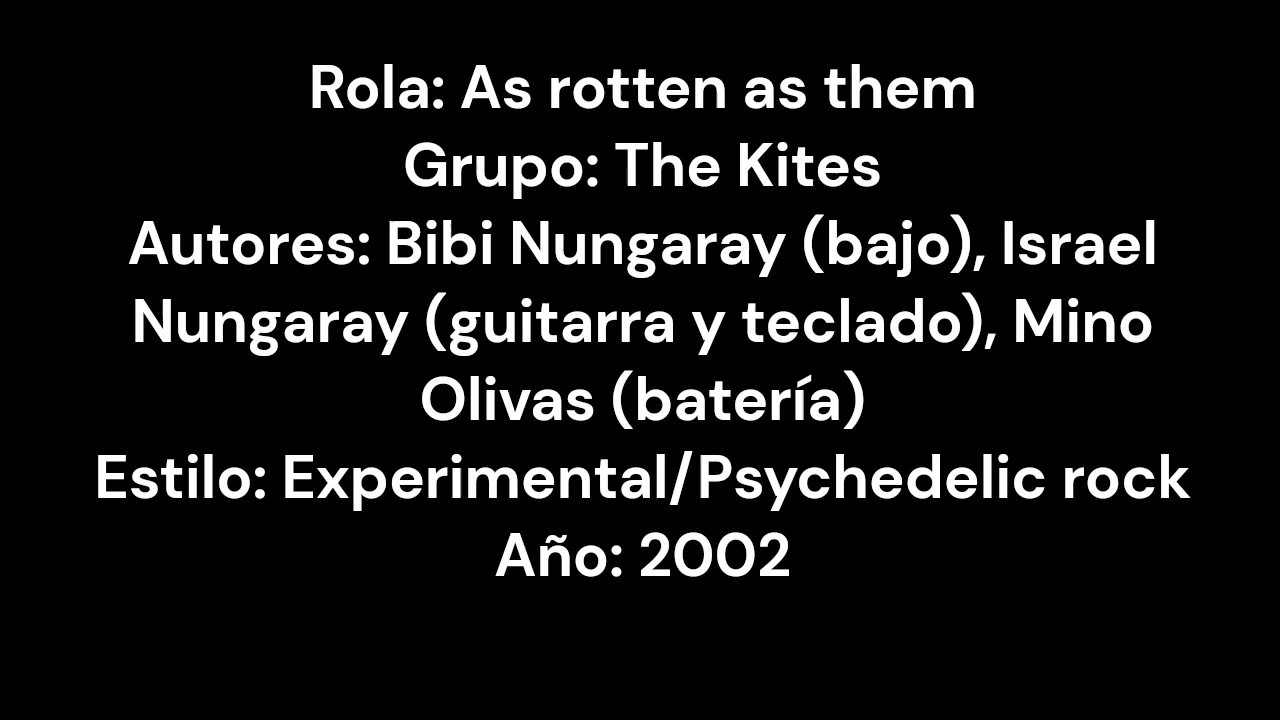 Rola: As rotten as them
Grupo: The Kites
Autores: Bibi Nungaray (bajo), Israel
Nungaray (guitarra y teclado), Mino
Olivas (batería)
Estilo: Experimental/Psychedelic rock
Año: 2002